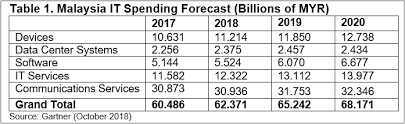 Table 1. Malaysia IT Spending Forecast (Billions of MYR)
2017 2018 2019 2020
Devices 10.631 11.214 11.850 12.738
Data Center Systems 2.256 2.375 2.457 2.434
Software 5.144 5.524 6.070 6.677
IT Services 11.582 12.322 13.112 13.977
Communications Services 30.873 30.936 31.753 32.346
Grand Total 60.486 62.371 65.242 68.171
Source: Gartner (October 2018)